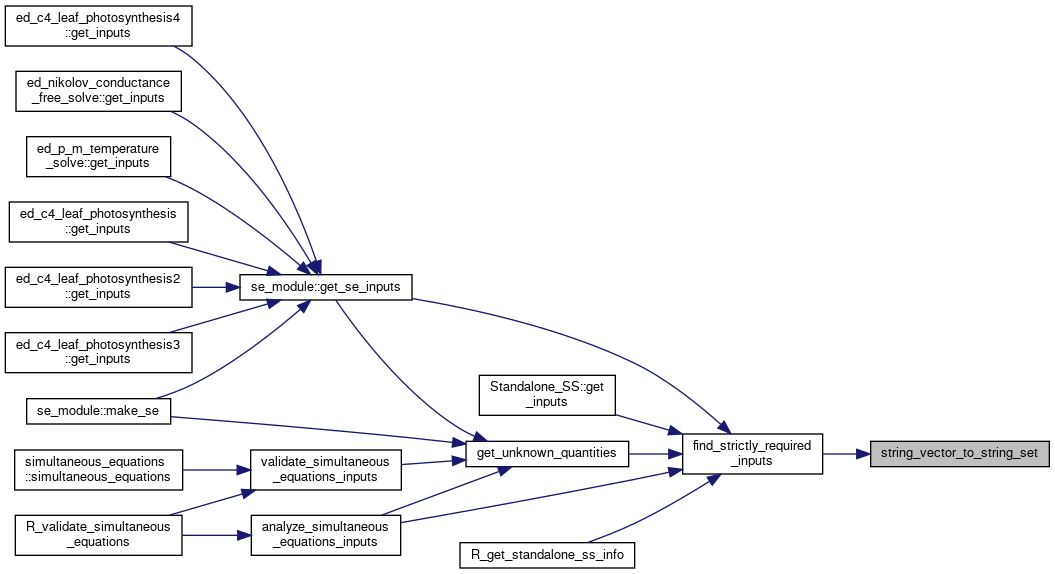 ed_c4_leaf_photosynthesis4
::get_inputs
ed_nikolov_conductance
_free_solve::get_inputs
ed_p_m_temperature
_solve::get_inputs
ed_c4_leaf_photosynthesis
::get_inputs
ed_c4_leaf_photosynthesis2
::get_inputs
ed_c4_leaf_photosynthesis3
::get_inputs
se_module::make_se
simultaneous_equations
::simultaneous_equations
R_validate_simultaneous
_equations
se_module::get_se_inputs
validate_simultaneous
_equations_inputs
analyze_simultaneous
_equations_inputs
Standalone_SS::get
_inputs
get_unknown_quantities
R_get_standalone_ss_info
find_strictly_required
_inputs
string_vector_to_string_set